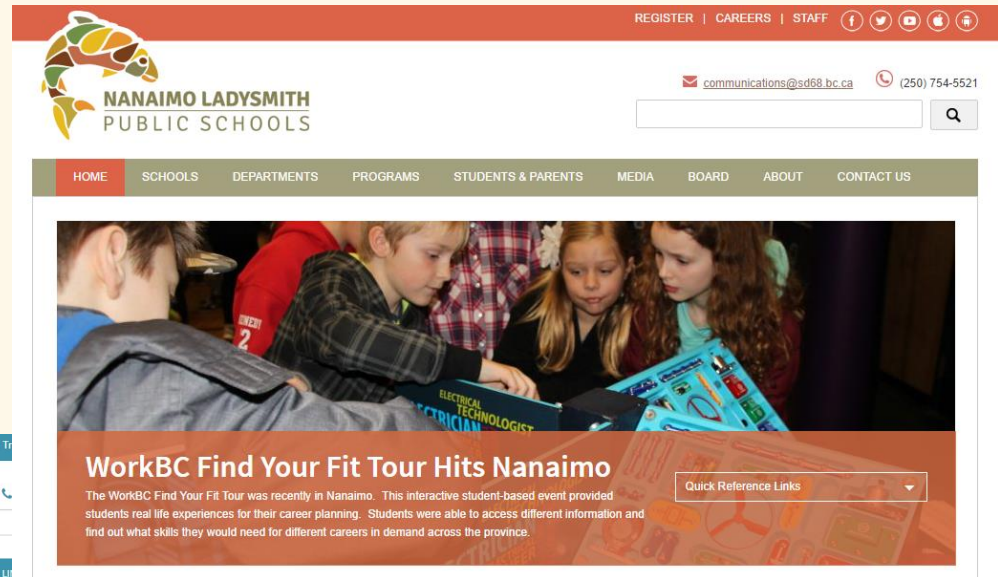 REGISTER | CAREERS | STAFF
communications@sd68.bc.ca (250) 754-5521
NANAIMO LADYSMITH
PUBLIC SCHOOLS
HOME SCHOOLS DEPARTMENTS PROGRAMS STUDENTS & PARENTS MEDIA BOARD ABOUT CONTACT US
2
ELECTRICAL
TECHNOLOGIST
WorkBC Find Your Fit Tour Hits Nanaimo
Quick Reference Links
The WorkBC Find Your Fit Tour was recently in Nanaimo. This interactive student-based event provided
students real life experiences for their career planning. Students were able to access different information and
find out what skills they would need for different careers in demand across the province.